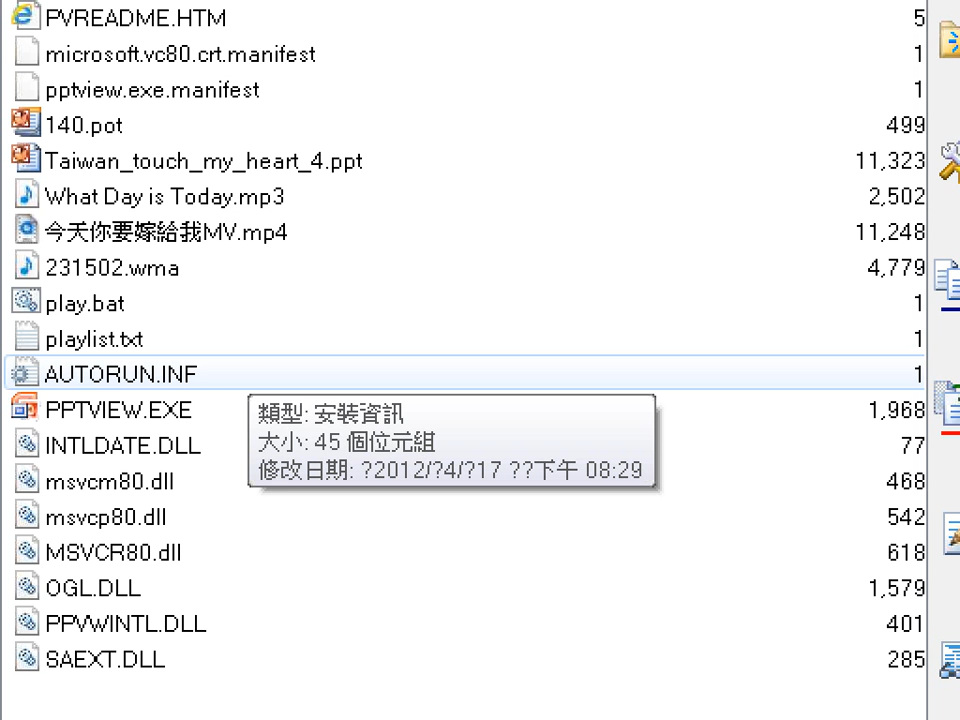 PVREADME.HTM 5
microsoft.vc80.crt.manifest 1
pptview.exe.manifest 1
140.pot 499
Taiwan_touch_my_heart_4.ppt 11,323
What Day is Today.mp3 2,502
今天你要嫁給我MV.mp4 11,248
231502.wma 4,779
play.bat 1
playlist.txt 1
AUTORUN.INF 1
PPTVIEW.EXE 1,968
類型: 安裝資訊
大小: 45 個位元組
修改日期: ?2012/?4/?17 ??下午 08:29
INTLDATE.DLL 77
msvcm80.dll 468
msvcp80.dll 542
MSVCR80.dll 618
OGL.DLL 1,579
PPVWINTL.DLL 401
SAEXT.DLL 285